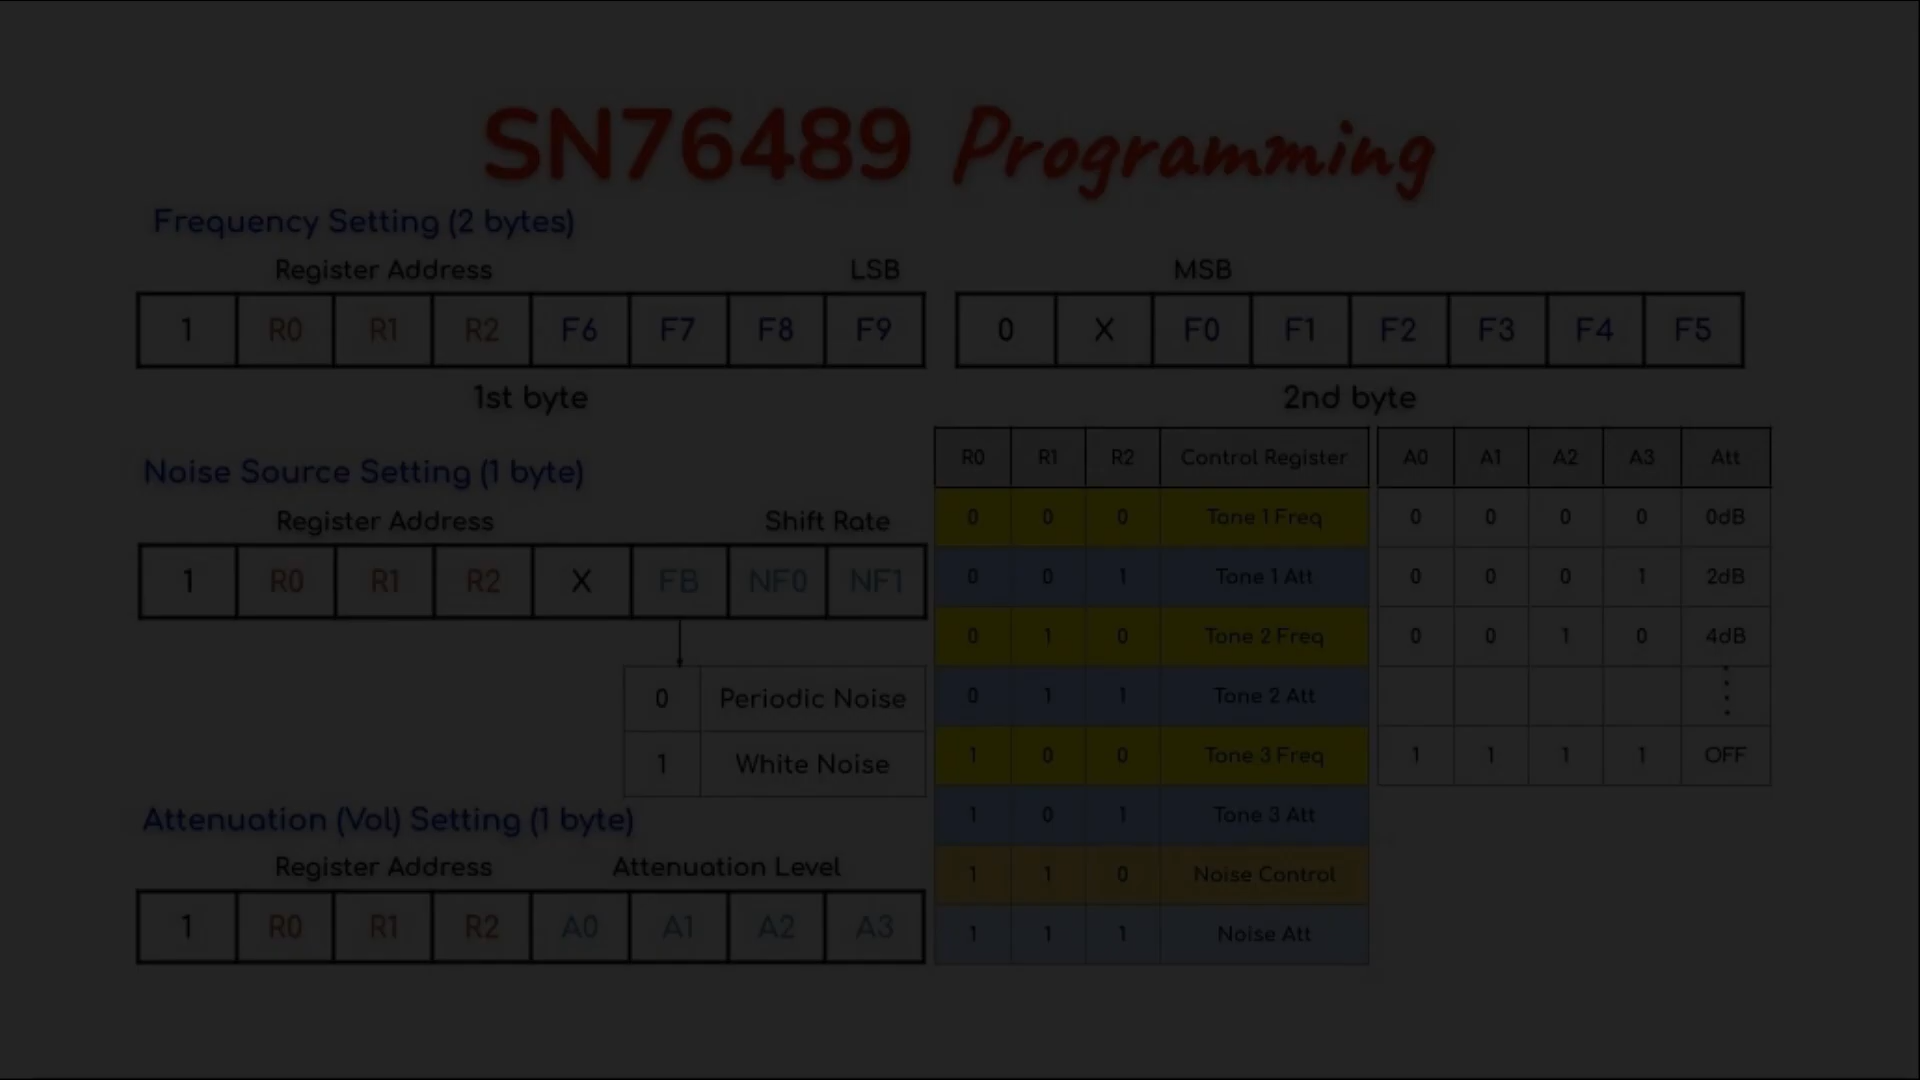 SN76489 Programming
Frequency Setting (2 bytes)
Register Address LSB MSB
1 R0 R1 R2 F6 F7 F8 F9 0 X F0 F1 F2 F3 F4 F5
1st byte 2nd byte
Noise Source Setting (1 byte)
Register Address Shift Rate
1 R0 R1 R2 X FB NF0 NF1
0 Periodic Noise
1 White Noise
Attenuation (Vol) Setting (1 byte)
Register Address Attenuation Level
1 R0 R1 R2 A0 A1 A2 A3
R0 R1 R2 Control Register
0 0 0 Tone 1 Freq
0 0 1 Tone 1 Att
0 1 0 Tone 2 Freq
0 1 1 Tone 2 Att
1 0 0 Tone 3 Freq
1 0 1 Tone 3 Att
1 1 0 Noise Control
1 1 1 Noise Att
A0 A1 A2 A3 Att
0 0 0 0 0dB
0 0 0 1 2dB
0 0 1 0 4dB
1 1 1 1 OFF